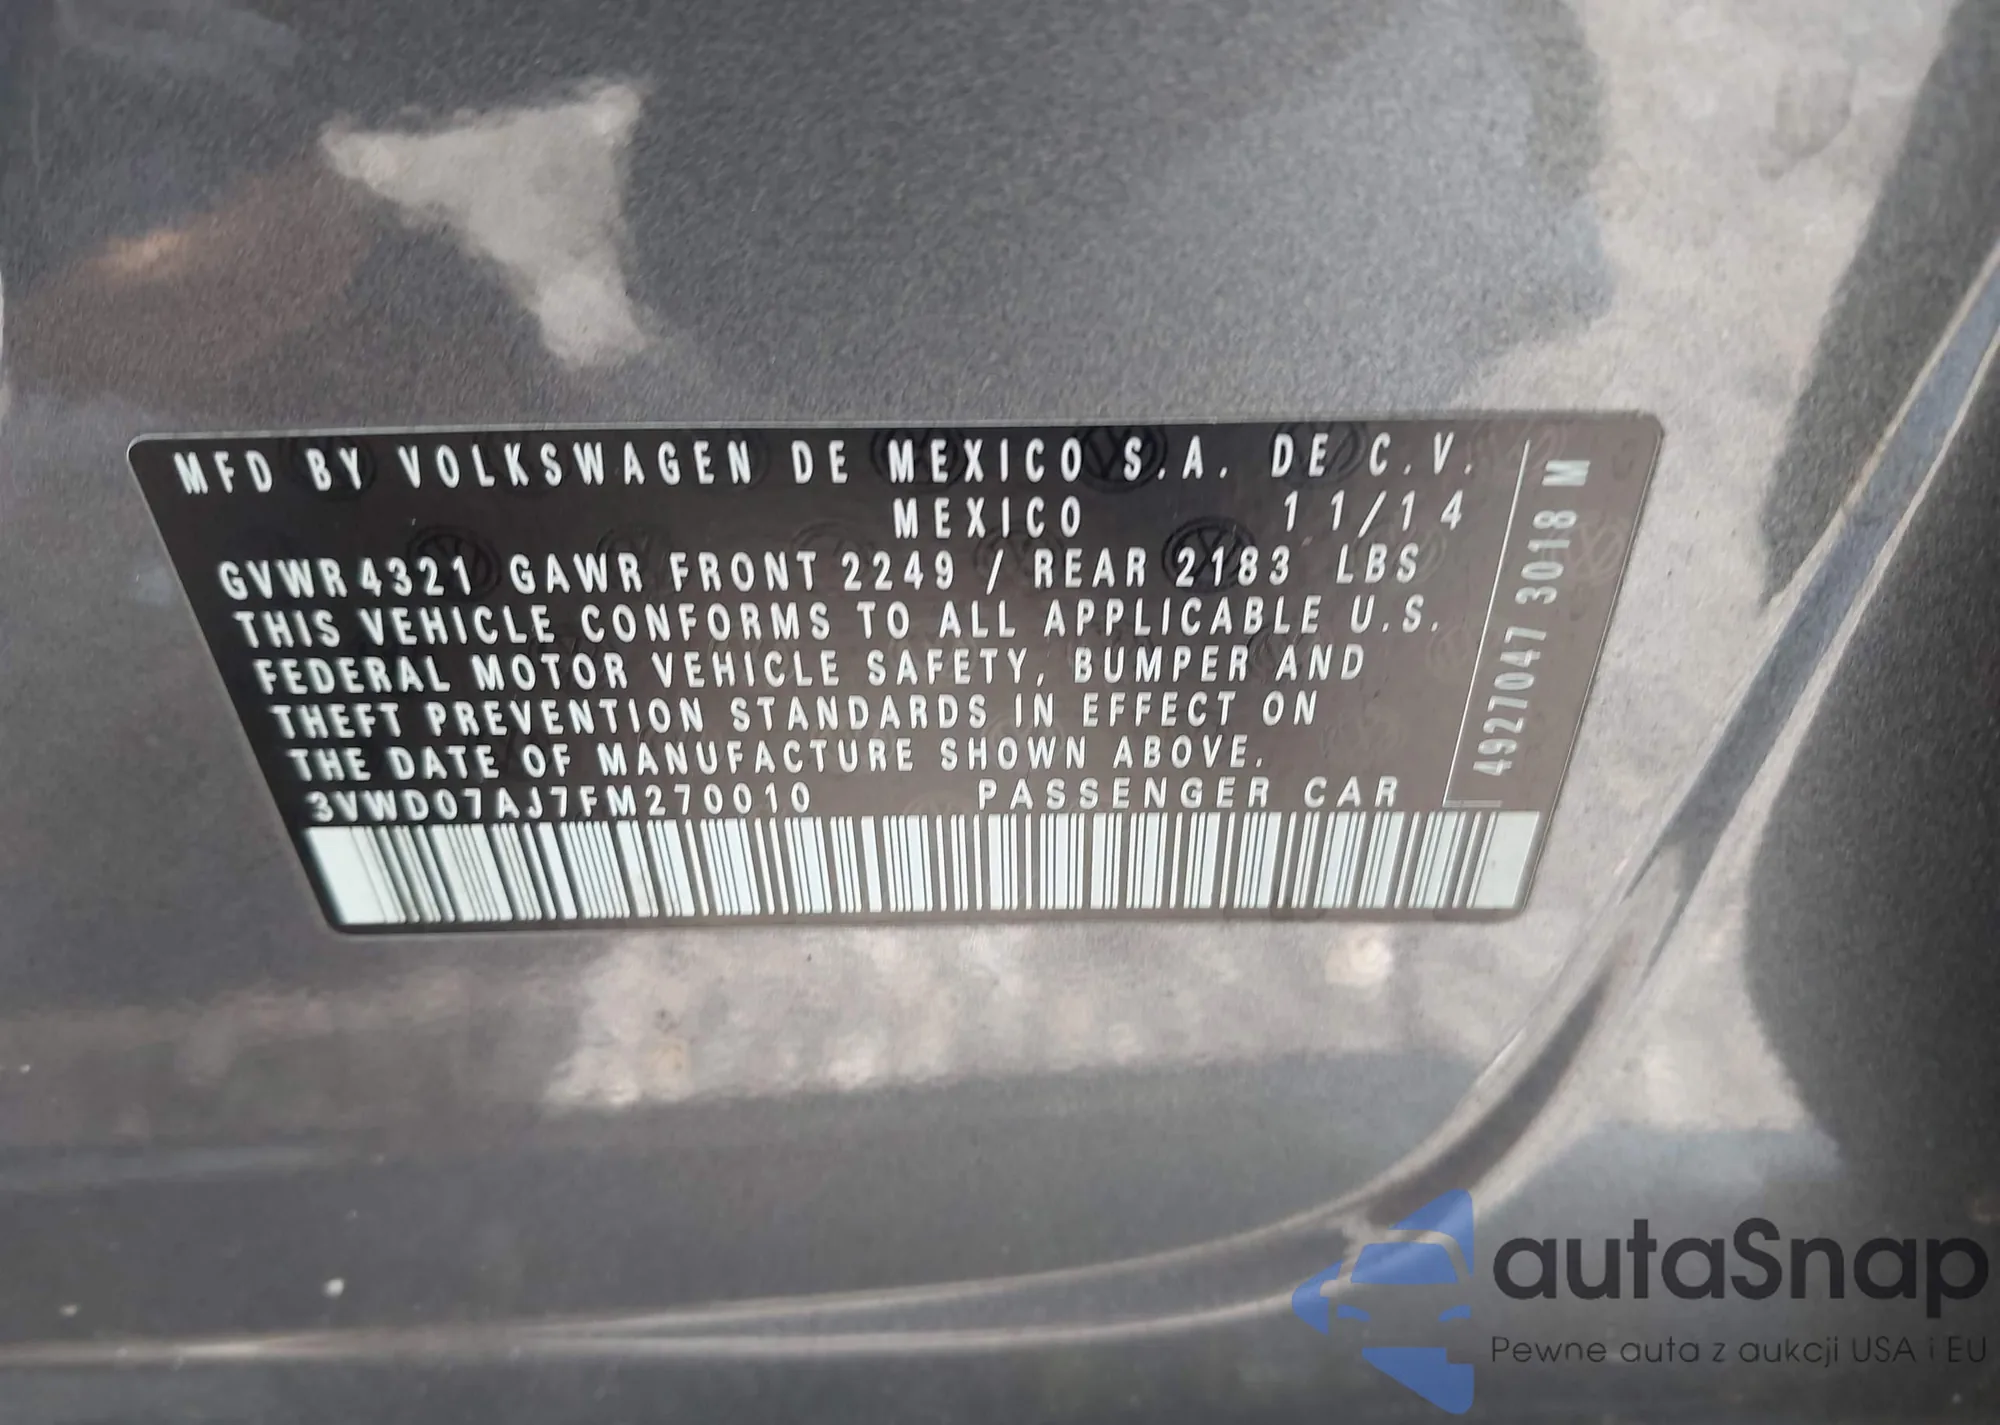 MFD BY VOLKSWAGEN DE MEXICO S.A. DE C.V.
MEXICO 11/14
GVWR 4321 GAWR FRONT 2249 / REAR 2183 LBS
THIS VEHICLE CONFORMS TO ALL APPLICABLE U.S.
FEDERAL MOTOR VEHICLE SAFETY, BUMPER AND
THEFT PREVENTION STANDARDS IN EFFECT ON
THE DATE OF MANUFACTURE SHOWN ABOVE.
3VWD07AJ7FM270010 PASSENGER CAR
49270047 3018 M
autaSnap
Pewne auta z aukcji USA i EU